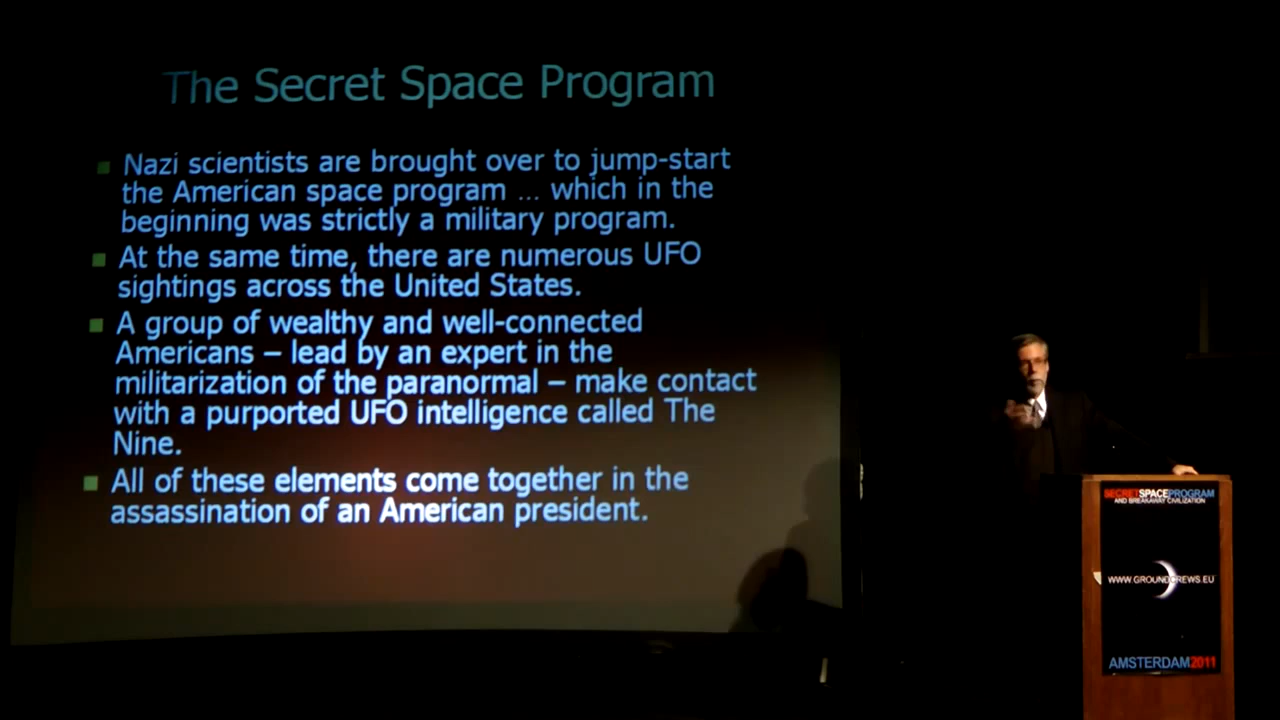 The Secret Space Program
Nazi scientists are brought over to jump-start
the American space program ... which in the
beginning was strictly a military program.
At the same time, there are numerous UFO
sightings across the United States.
A group of wealthy and well-connected
Americans – lead by an expert in the
militarization of the paranormal – make contact
with a purported UFO intelligence called The
Nine.
All of these elements come together in the
assassination of an American president.
SECRETSPACEPROGRAM
AND BREAKAWAY CIVILIZATION
WWW.GROUNDCREWS.EU
AMSTERDAM2011